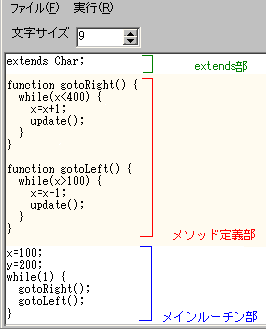 ファイル(F) 実行(R)
文字サイズ 9
extends Char;
extends部
function gotoRight() {
  while(x<400) {
    x=x+1;
    update();
  }
}
function gotoLeft() {
  while(x>100) {
    x=x-1;
    update();
  }
}
メソッド定義部
x=100;
y=200;
while(1) {
  gotoRight();
  gotoLeft();
}
メインルーチン部